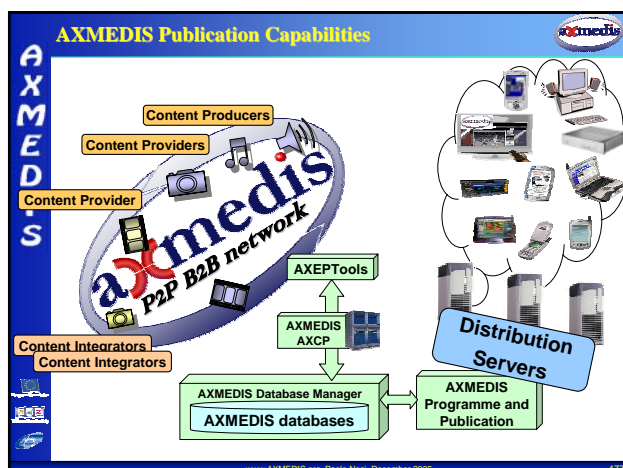 AXMEDIS Publication Capabilities
axmedis
AXMEDIS
Content Producers
Content Providers
Content Provider
axmedis
P2P B2B network
AXEPTools
AXMEDIS
AXCP
Content Integrators
Content Integrators
Distribution
Servers
AXMEDIS Database Manager
AXMEDIS databases
AXMEDIS
Programme and
Publication